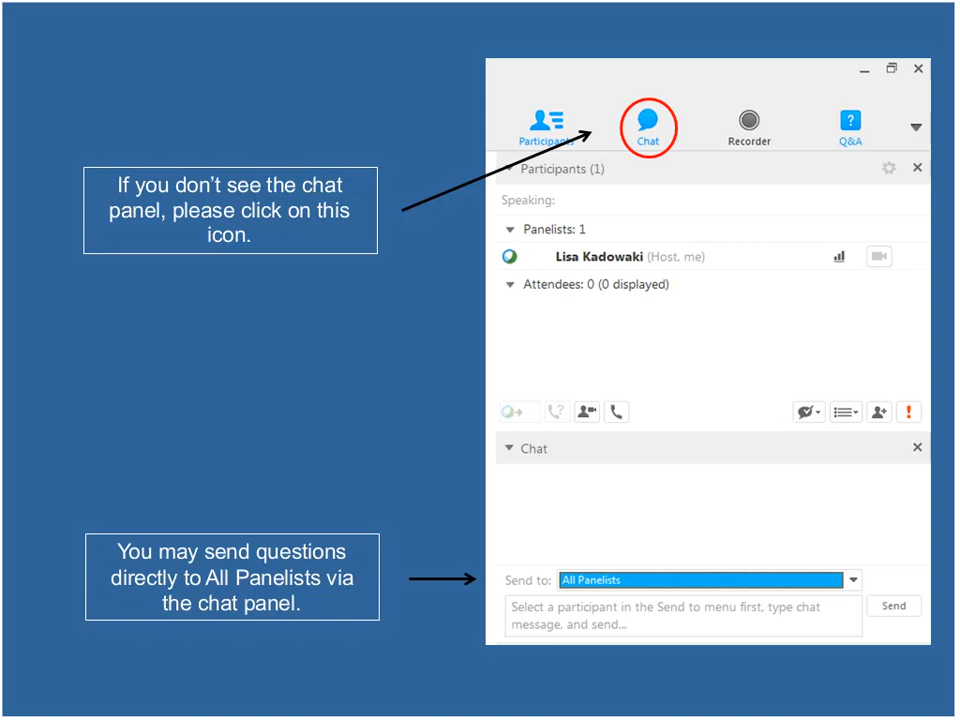 Participants
Chat
Recorder
?
Q&A
Participants (1)
Speaking:
Panelists: 1
Lisa Kadowaki (Host, me)
Attendees: 0 (0 displayed)
If you don’t see the chat
panel, please click on this
icon.
Chat
You may send questions
directly to All Panelists via
the chat panel.
Send to: All Panelists
Select a participant in the Send to menu first, type chat
message, and send...
Send